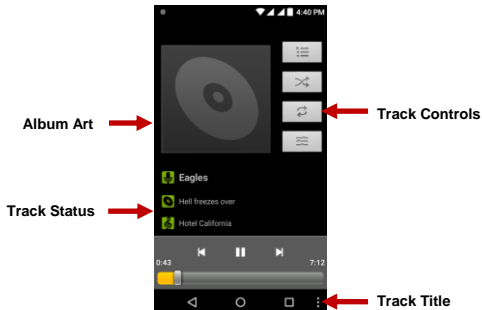 4:40 PM
Album Art
Track Controls
Eagles
Hell freezes over
Track Status
Hotel California
0:43
7:12
Track Title